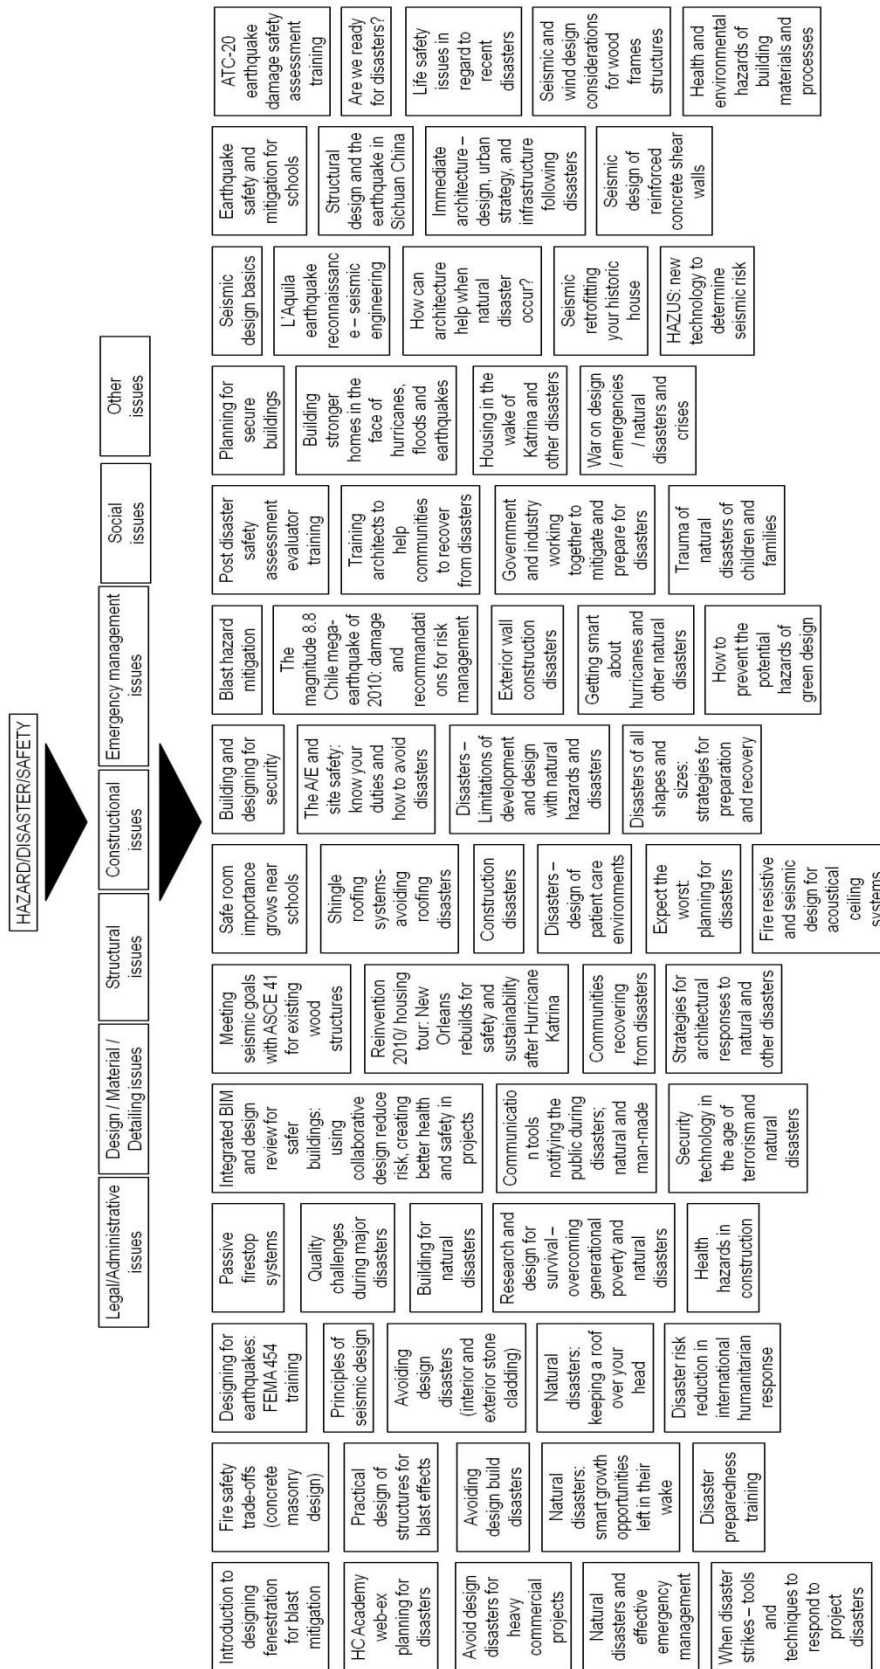 HAZARD/DISASTER/SAFETY
Legal/Administrative
issues
Design / Material /
Detailing issues
Structural
issues
Constructional
issues
Emergency management
issues
Social
issues
Other
issues
Introduction to
designing
fenestration
for blast
mitigation
HC Academy
web-ex
planning for
disasters
Avoid design
disasters for
heavy
commercial
projects
Natural
disasters and
effective
emergency
management
When disaster
strikes – tools
and
techniques to
respond to
project
disasters
Fire safety
trade-offs
(concrete
masonry
design)
Practical
design of
structures for
blast effects
Avoiding
design build
disasters
Natural
disasters:
smart growth
opportunities
left in their
wake
Disaster
preparedness
training
Designing for
earthquakes:
FEMA 454
training
Principles of
seismic design
Avoiding
design
disasters
(interior and
exterior stone
cladding)
Natural
disasters:
keeping a roof
over your
head
Disaster risk
reduction in
international
humanitarian
response
Passive
firestop
systems
Quality
challenges
during major
disasters
Building for
natural
disasters
Research and
design for
survival –
overcoming
generational
poverty and
natural
disasters
Health
hazards in
construction
Integrated BIM
and design
review for
safer
buildings:
using
collaborative
design reduce
risk, creating
better health
and safety in
projects
Communicatio
n tools
notifying the
public during
disasters;
natural and
man-made
Security
technology in
the age of
terrorism and
natural
disasters
Meeting
seismic goals
with ASCE 41
for existing
wood
structures
Reinvention
2010/ housing
tour: New
Orleans
rebuilds for
safety and
sustainability
after Hurricane
Katrina
Communities
recovering
from disasters
Strategies for
architectural
responses to
natural and
other disasters
Safe room
importance
grows near
schools
Shingle
roofing
systems-
avoiding
roofing
disasters
Construction
disasters
Disasters –
design of
patient care
environments
Expect the
worst:
planning for
disasters
Fire resistive
and seismic
design for
acoustical
ceiling
systems
Building and
designing for
security
The A/E and
site safety:
know your
duties and
how to avoid
disasters
Disasters –
Limitations of
development
and design
with natural
hazards and
disasters
Disasters of all
shapes and
sizes:
strategies for
preparation
and recovery
Blast hazard
mitigation
The
magnitude 8.8
Chile mega-
earthquake of
2010: damage
and
recommandati
ons for risk
management
Exterior wall
construction
disasters
Getting smart
about
hurricanes and
other natural
disasters
How to
prevent the
potential
hazards of
green design
Post disaster
safety
assessment
evaluator
training
Training
architects to
help
communities
to recover
from disasters
Government
and industry
working
together to
mitigate and
prepare for
disasters
Trauma of
natural
disasters of
children and
families
Planning for
secure
buildings
Building
stronger
homes in the
face of
hurricanes,
floods and
earthquakes
Housing in the
wake of
Katrina and
other disasters
War on design
/ emergencies
/ natural
disasters and
crises
Seismic
design basics
L'Aquila
earthquake
reconnaissanc
e – seismic
engineering
How can
architecture
help when
natural
disaster
occur?
Seismic
retrofitting
your historic
house
HAZUS: new
technology to
determine
seismic risk
Earthquake
safety and
mitigation for
schools
Structural
design and the
earthquake in
Sichuan China
Immediate
architecture –
design, urban
strategy, and
infrastructure
following
disasters
Seismic
design of
reinforced
concrete shear
walls
ATC-20
earthquake
damage safety
assessment
training
Are we ready
for disasters?
Life safety
issues in
regard to
recent
disasters
Seismic and
wind design
considerations
for wood
frames
structures
Health and
environmental
hazards of
building
materials and
processes